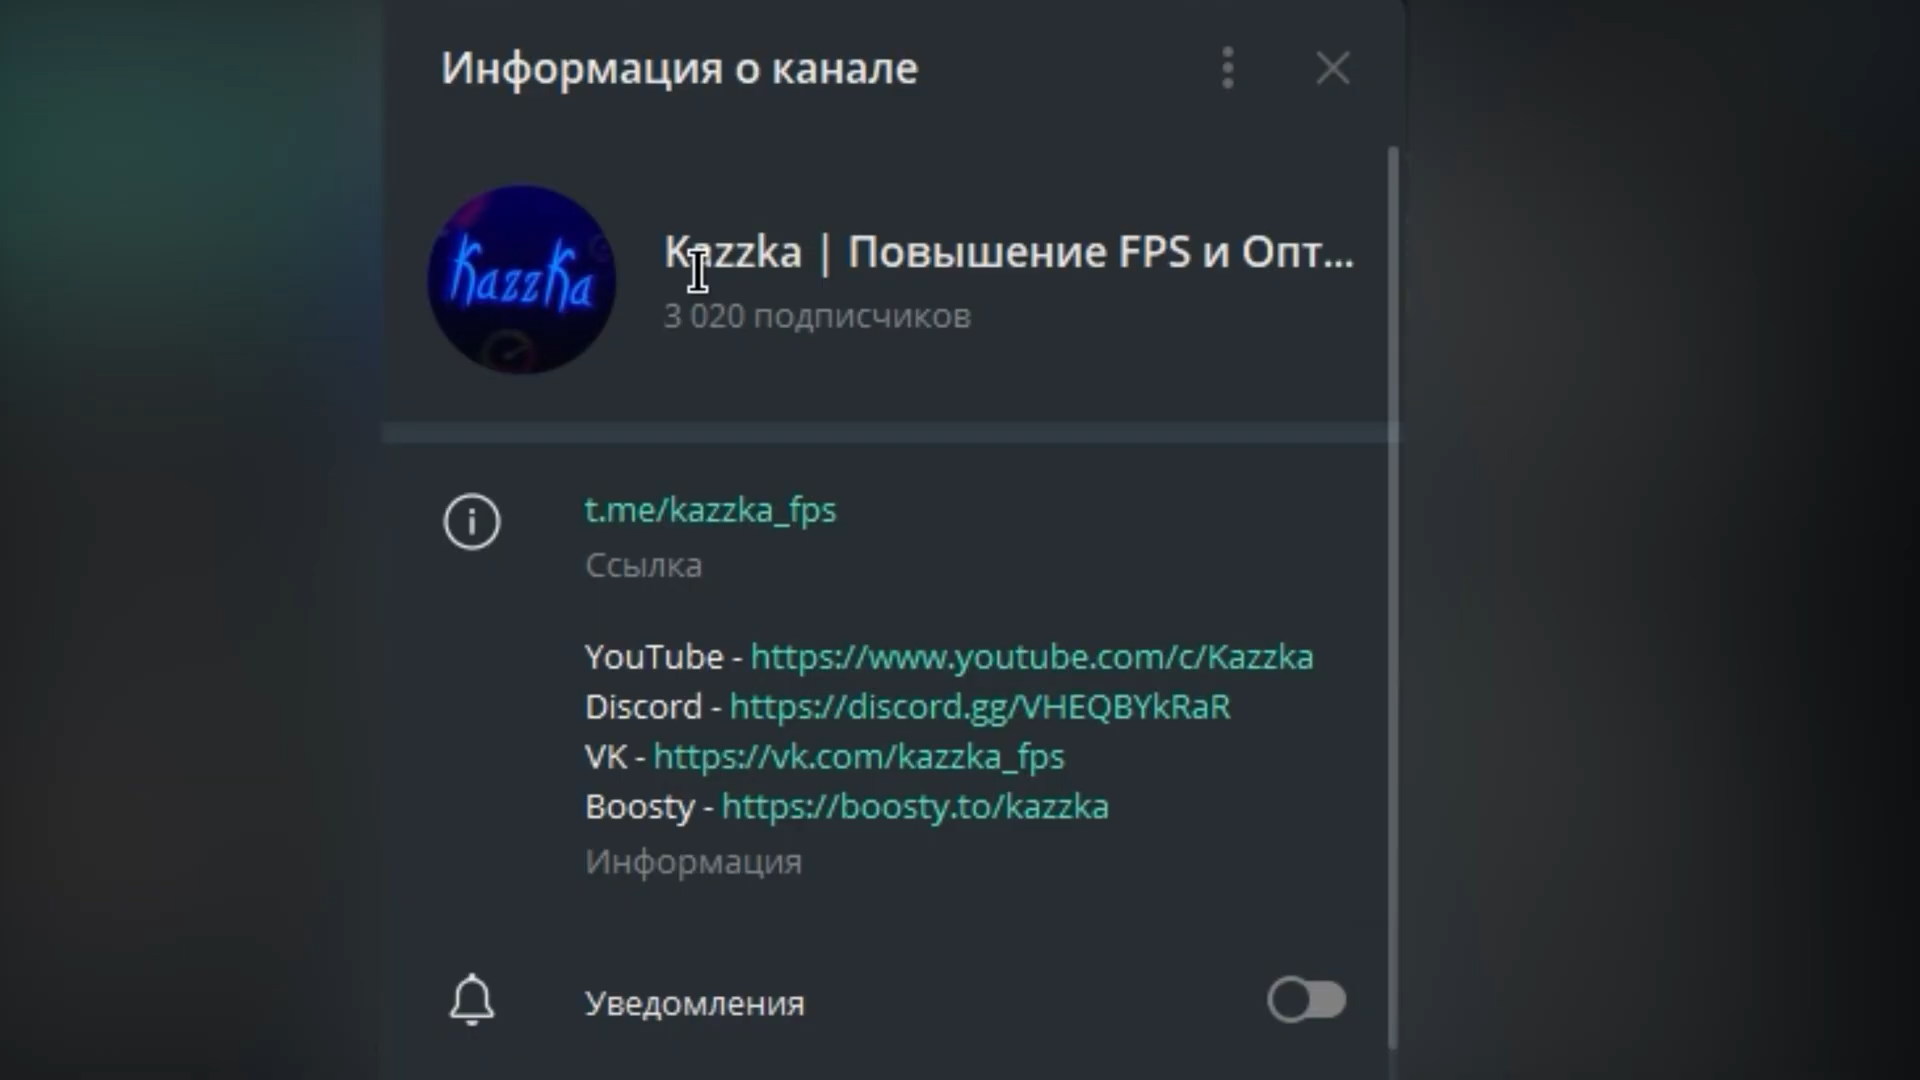 Информация о канале
KazzKa
Kazzka | Повышение FPS и Опт...
3 020 подписчиков
t.me/kazzka_fps
Ссылка
YouTube - https://www.youtube.com/c/Kazzka
Discord - https://discord.gg/VHEQBYkRaR
VK - https://vk.com/kazzka_fps
Boosty - https://boosty.to/kazzka
Информация
Уведомления